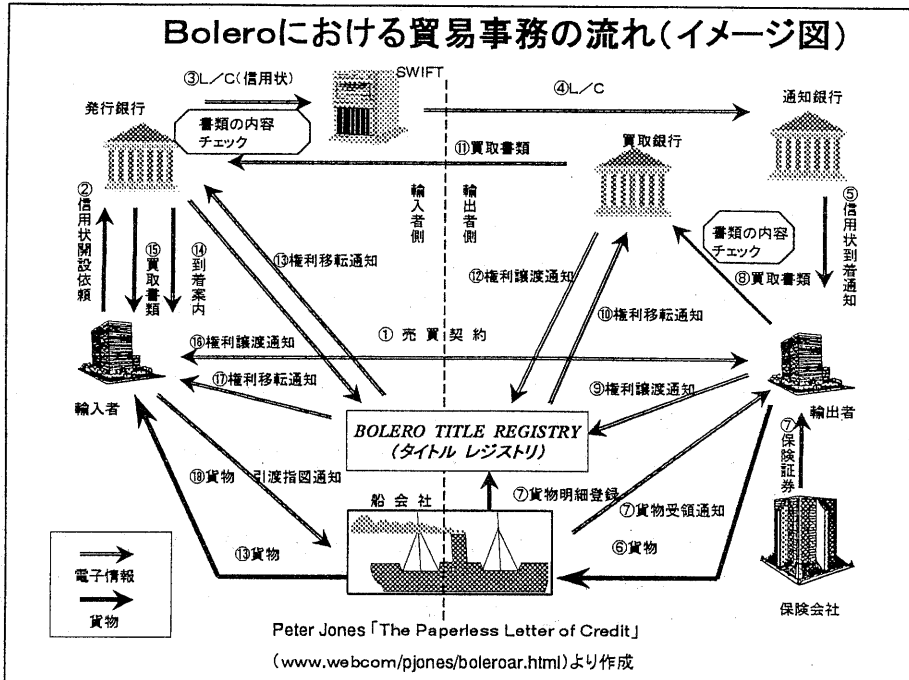 Boleroにおける貿易事務の流れ(イメージ図)
③L/C(信用状)
SWIFT
④L/C
発行銀行
通知銀行
書類の内容
チェック
⑪買取書類
買取銀行
輸入者側
輸出者側
②信用状開設依頼
⑮買取書類
⑭到着案内
⑤信用状到着通知
書類の内容
チェック
⑬権利移転通知
⑫権利譲渡通知
⑧買取書類
⑩権利移転通知
①売買契約
⑯権利譲渡通知
⑰権利移転通知
⑨権利譲渡通知
輸入者
輸出者
BOLERO TITLE REGISTRY
(タイトル レジストリ)
⑦保険証券
⑱貨物 引渡指図通知
⑦貨物明細登録
船会社
⑦貨物受領通知
⑬貨物
⑥貨物
電子情報
貨物
保険会社
Peter Jones「The Paperless Letter of Credit」
(www.webcom/pjones/boleroar.html)より作成